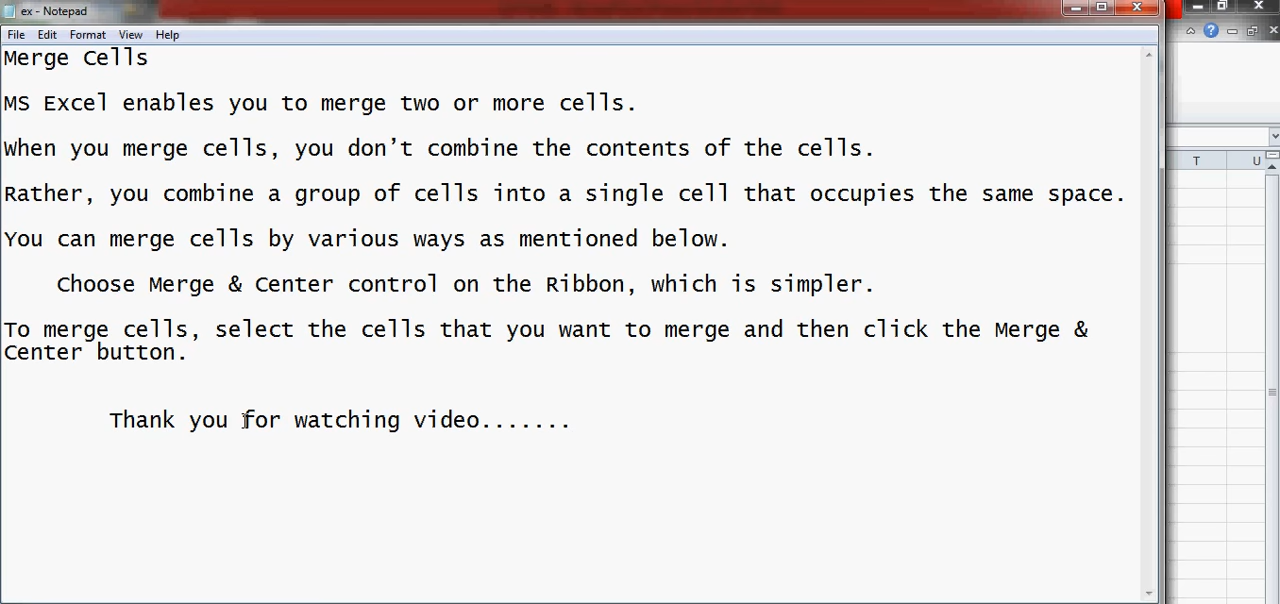 ex - Notepad
File Edit Format View Help
Merge Cells
MS Excel enables you to merge two or more cells.
When you merge cells, you don’t combine the contents of the cells.
Rather, you combine a group of cells into a single cell that occupies the same space.
You can merge cells by various ways as mentioned below.
Choose Merge & Center control on the Ribbon, which is simpler.
To merge cells, select the cells that you want to merge and then click the Merge &
Center button.
Thank you for watching video.......
T U